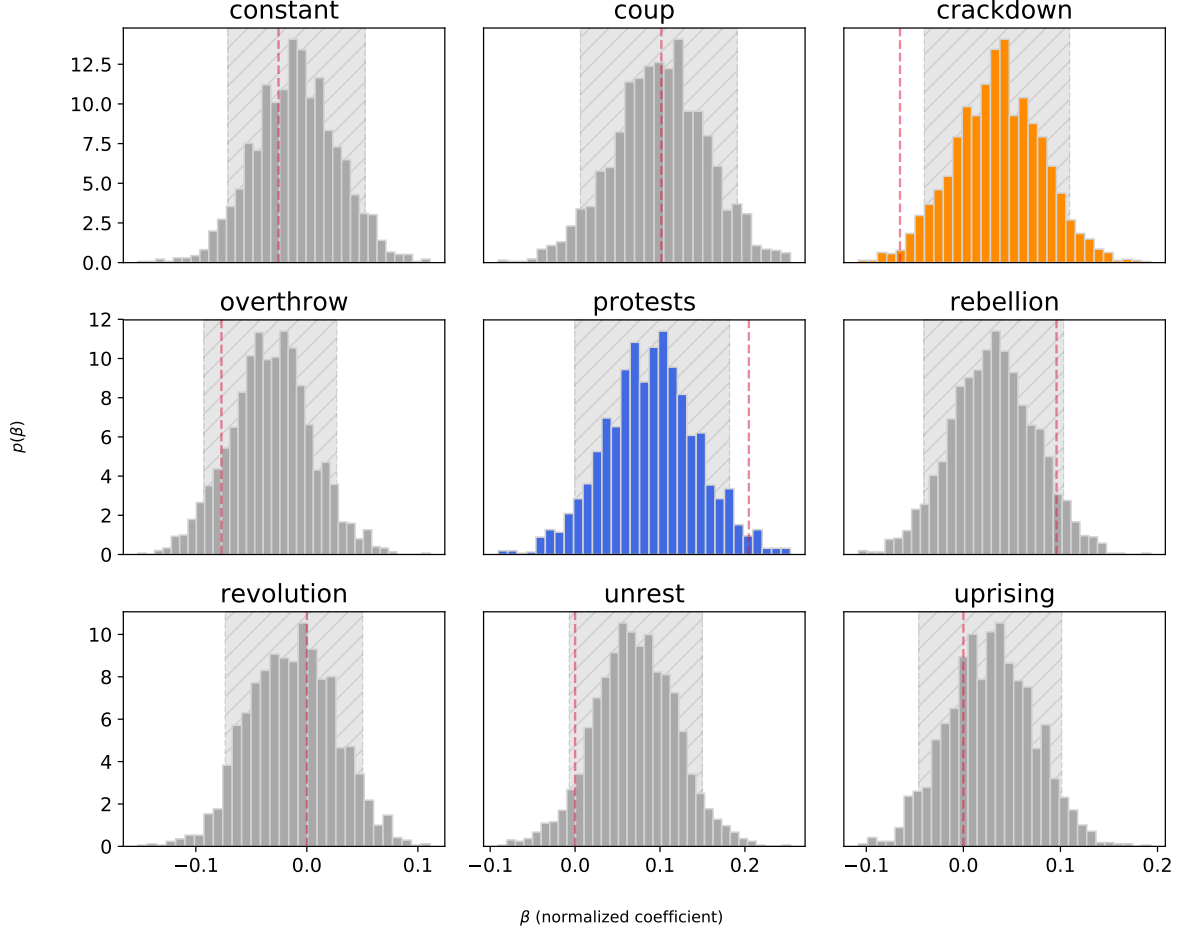 constant
coup
crackdown
12.5
10.0
7.5
5.0
2.5
0.0
overthrow
protests
rebellion
12
10
8
6
4
2
0
p(β)
revolution
unrest
uprising
10
8
6
4
2
0
−0.1 0.0 0.1
−0.1 0.0 0.1 0.2
−0.1 0.0 0.1 0.2
β (normalized coefficient)